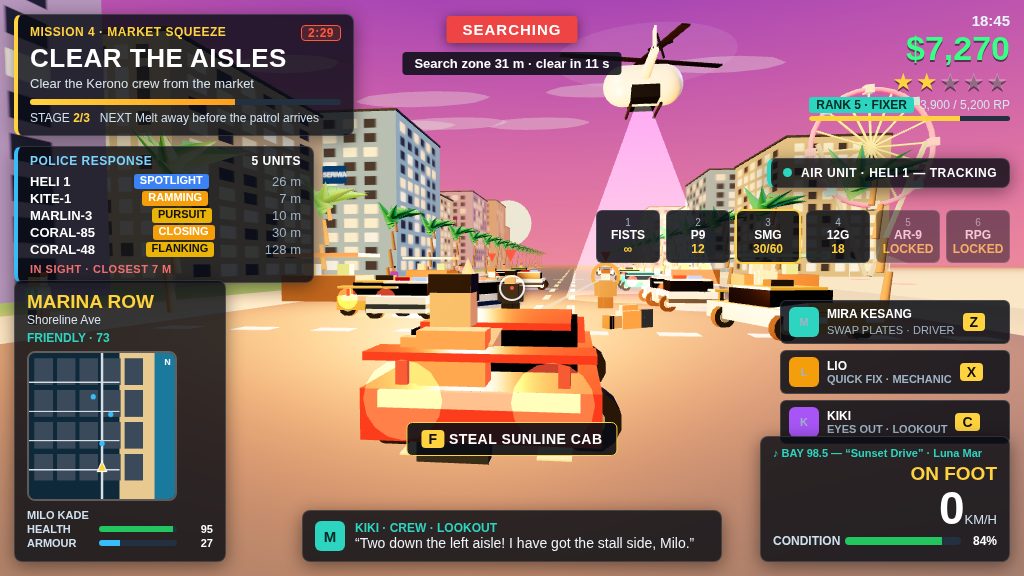 MISSION 4 · MARKET SQUEEZE 2:29
CLEAR THE AISLES
Clear the Kerono crew from the market
STAGE 2/3 NEXT Melt away before the patrol arrives
POLICE RESPONSE 5 UNITS
HELI 1 SPOTLIGHT 26 m
KITE-1 RAMMING 7 m
MARLIN-3 PURSUIT 10 m
CORAL-85 CLOSING 30 m
CORAL-48 FLANKING 128 m
IN SIGHT · CLOSEST 7 M
MARINA ROW
Shoreline Ave
FRIENDLY · 73
N
MILO KADE
HEALTH 95
ARMOUR 27
SEARCHING
Search zone 31 m · clear in 11 s
18:45
$7,270
RANK 5 · FIXER 3,900 / 5,200 RP
AIR UNIT · HELI 1 — TRACKING
1 FISTS ∞
2 P9 12
3 SMG 30/60
4 12G 18
5 AR-9 LOCKED
6 RPG LOCKED
M MIRA KESANG Z
SWAP PLATES · DRIVER
L LIO X
QUICK FIX · MECHANIC
K KIKI C
EYES OUT · LOOKOUT
F STEAL SUNLINE CAB
M KIKI · CREW · LOOKOUT
“Two down the left aisle! I have got the stall side, Milo.”
♪ BAY 98.5 — “Sunset Drive” · Luna Mar
ON FOOT
0 KM/H
CONDITION 84%